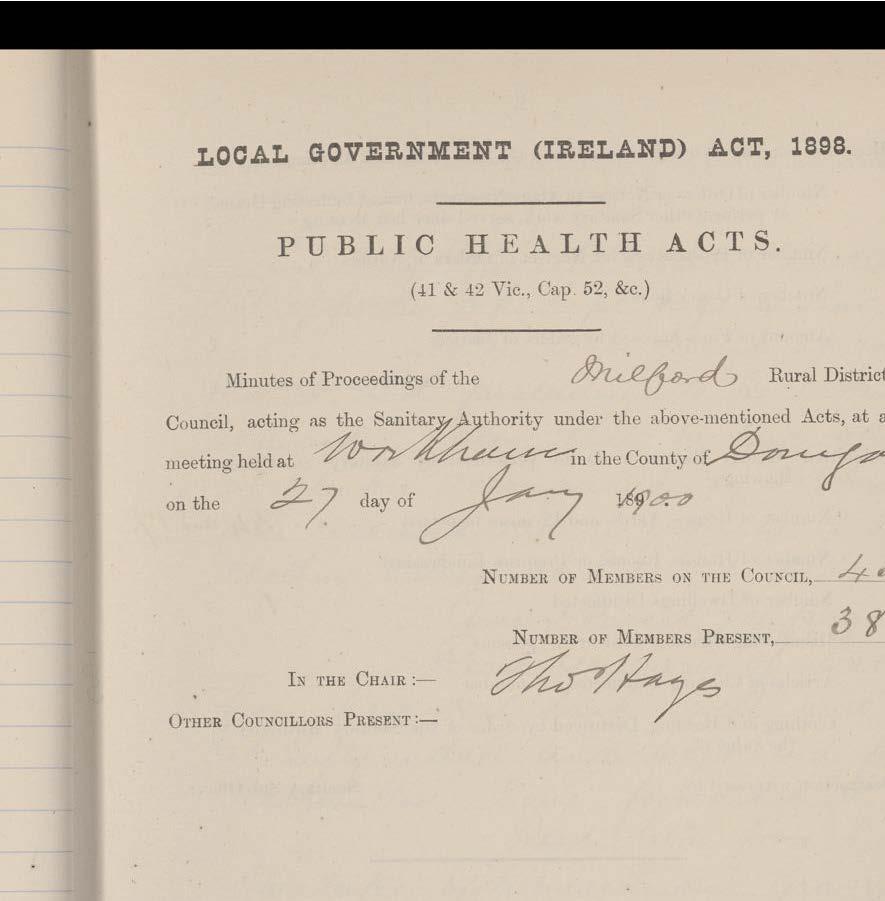 LOCAL GOVERNMENT (IRELAND) ACT, 1898.
PUBLIC HEALTH ACTS.
(41 & 42 Vic., Cap. 52, &c.)
Minutes of Proceedings of the Milford Rural District
Council, acting as the Sanitary Authority under the above-mentioned Acts, at a
meeting held at Workhouse in the County of Donega
on the 27 day of Jany 1900
NUMBER OF MEMBERS ON THE COUNCIL, 4
NUMBER OF MEMBERS PRESENT, 38
IN THE CHAIR:— Thos Hayes
OTHER COUNCILLORS PRESENT:—